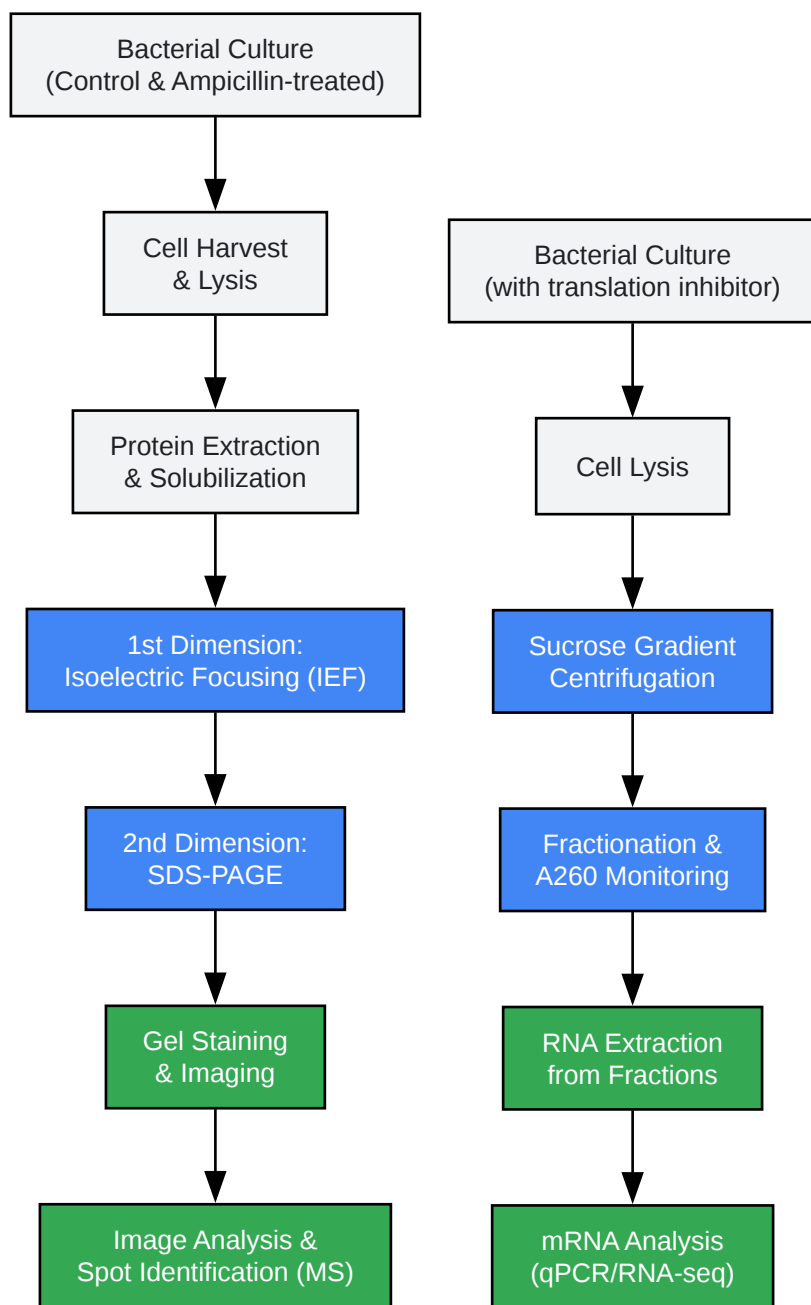 Bacterial Culture
(Control & Ampicillin-treated)
Cell Harvest
& Lysis
Protein Extraction
& Solubilization
1st Dimension:
Isoelectric Focusing (IEF)
2nd Dimension:
SDS-PAGE
Gel Staining
& Imaging
Image Analysis &
Spot Identification (MS)
Bacterial Culture
(with translation inhibitor)
Cell Lysis
Sucrose Gradient
Centrifugation
Fractionation &
A260 Monitoring
RNA Extraction
from Fractions
mRNA Analysis
(qPCR/RNA-seq)